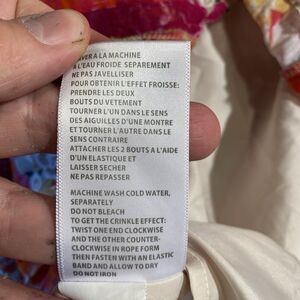 LAVER A LA MACHINE
A L'EAU FROIDE SEPAREMENT
NE PAS JAVELLISER
POUR OBTENIR L'EFFET FROISSE:
PRENDRE LES DEUX
BOUTS DU VETEMENT
TOURNER L'UN DANS LE SENS
DES AIGUILLES D'UNE MONTRE
ET TOURNER L'AUTRE DANS LE
SENS CONTRAIRE
ATTACHER LES 2 BOUTS A L'AIDE
D'UN ELASTIQUE ET
LAISSER SECHER
NE PAS REPASSER
MACHINE WASH COLD WATER,
SEPARATELY
DO NOT BLEACH
TO GET THE CRINKLE EFFECT:
TWIST ONE END CLOCKWISE
AND THE OTHER COUNTER-
CLOCKWISE IN ROPE FORM
THEN FASTEN WITH AN ELASTIC
BAND AND ALLOW TO DRY
DO NOT IRON